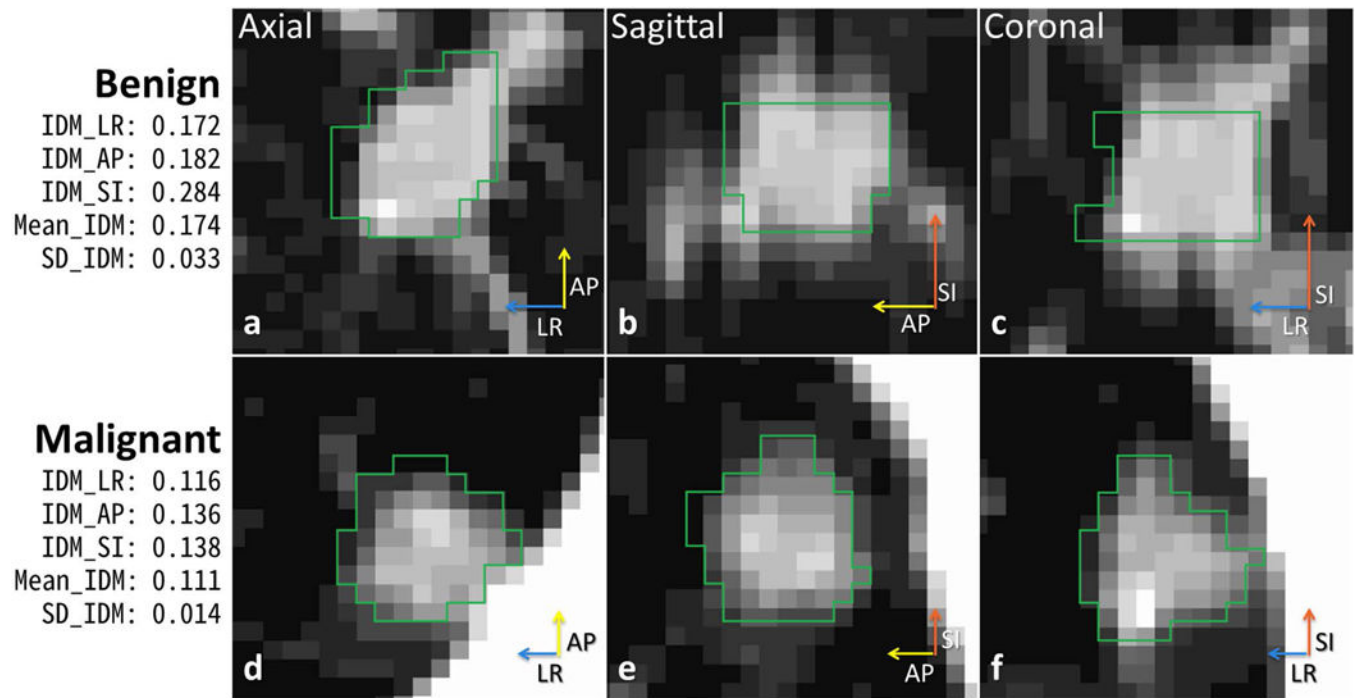 Axial
Sagittal
Coronal
Benign
IDM_LR: 0.172
IDM_AP: 0.182
IDM_SI: 0.284
Mean_IDM: 0.174
SD_IDM: 0.033
AP
LR
a
SI
AP
b
SI
LR
c
Malignant
IDM_LR: 0.116
IDM_AP: 0.136
IDM_SI: 0.138
Mean_IDM: 0.111
SD_IDM: 0.014
AP
LR
d
SI
AP
e
SI
LR
f